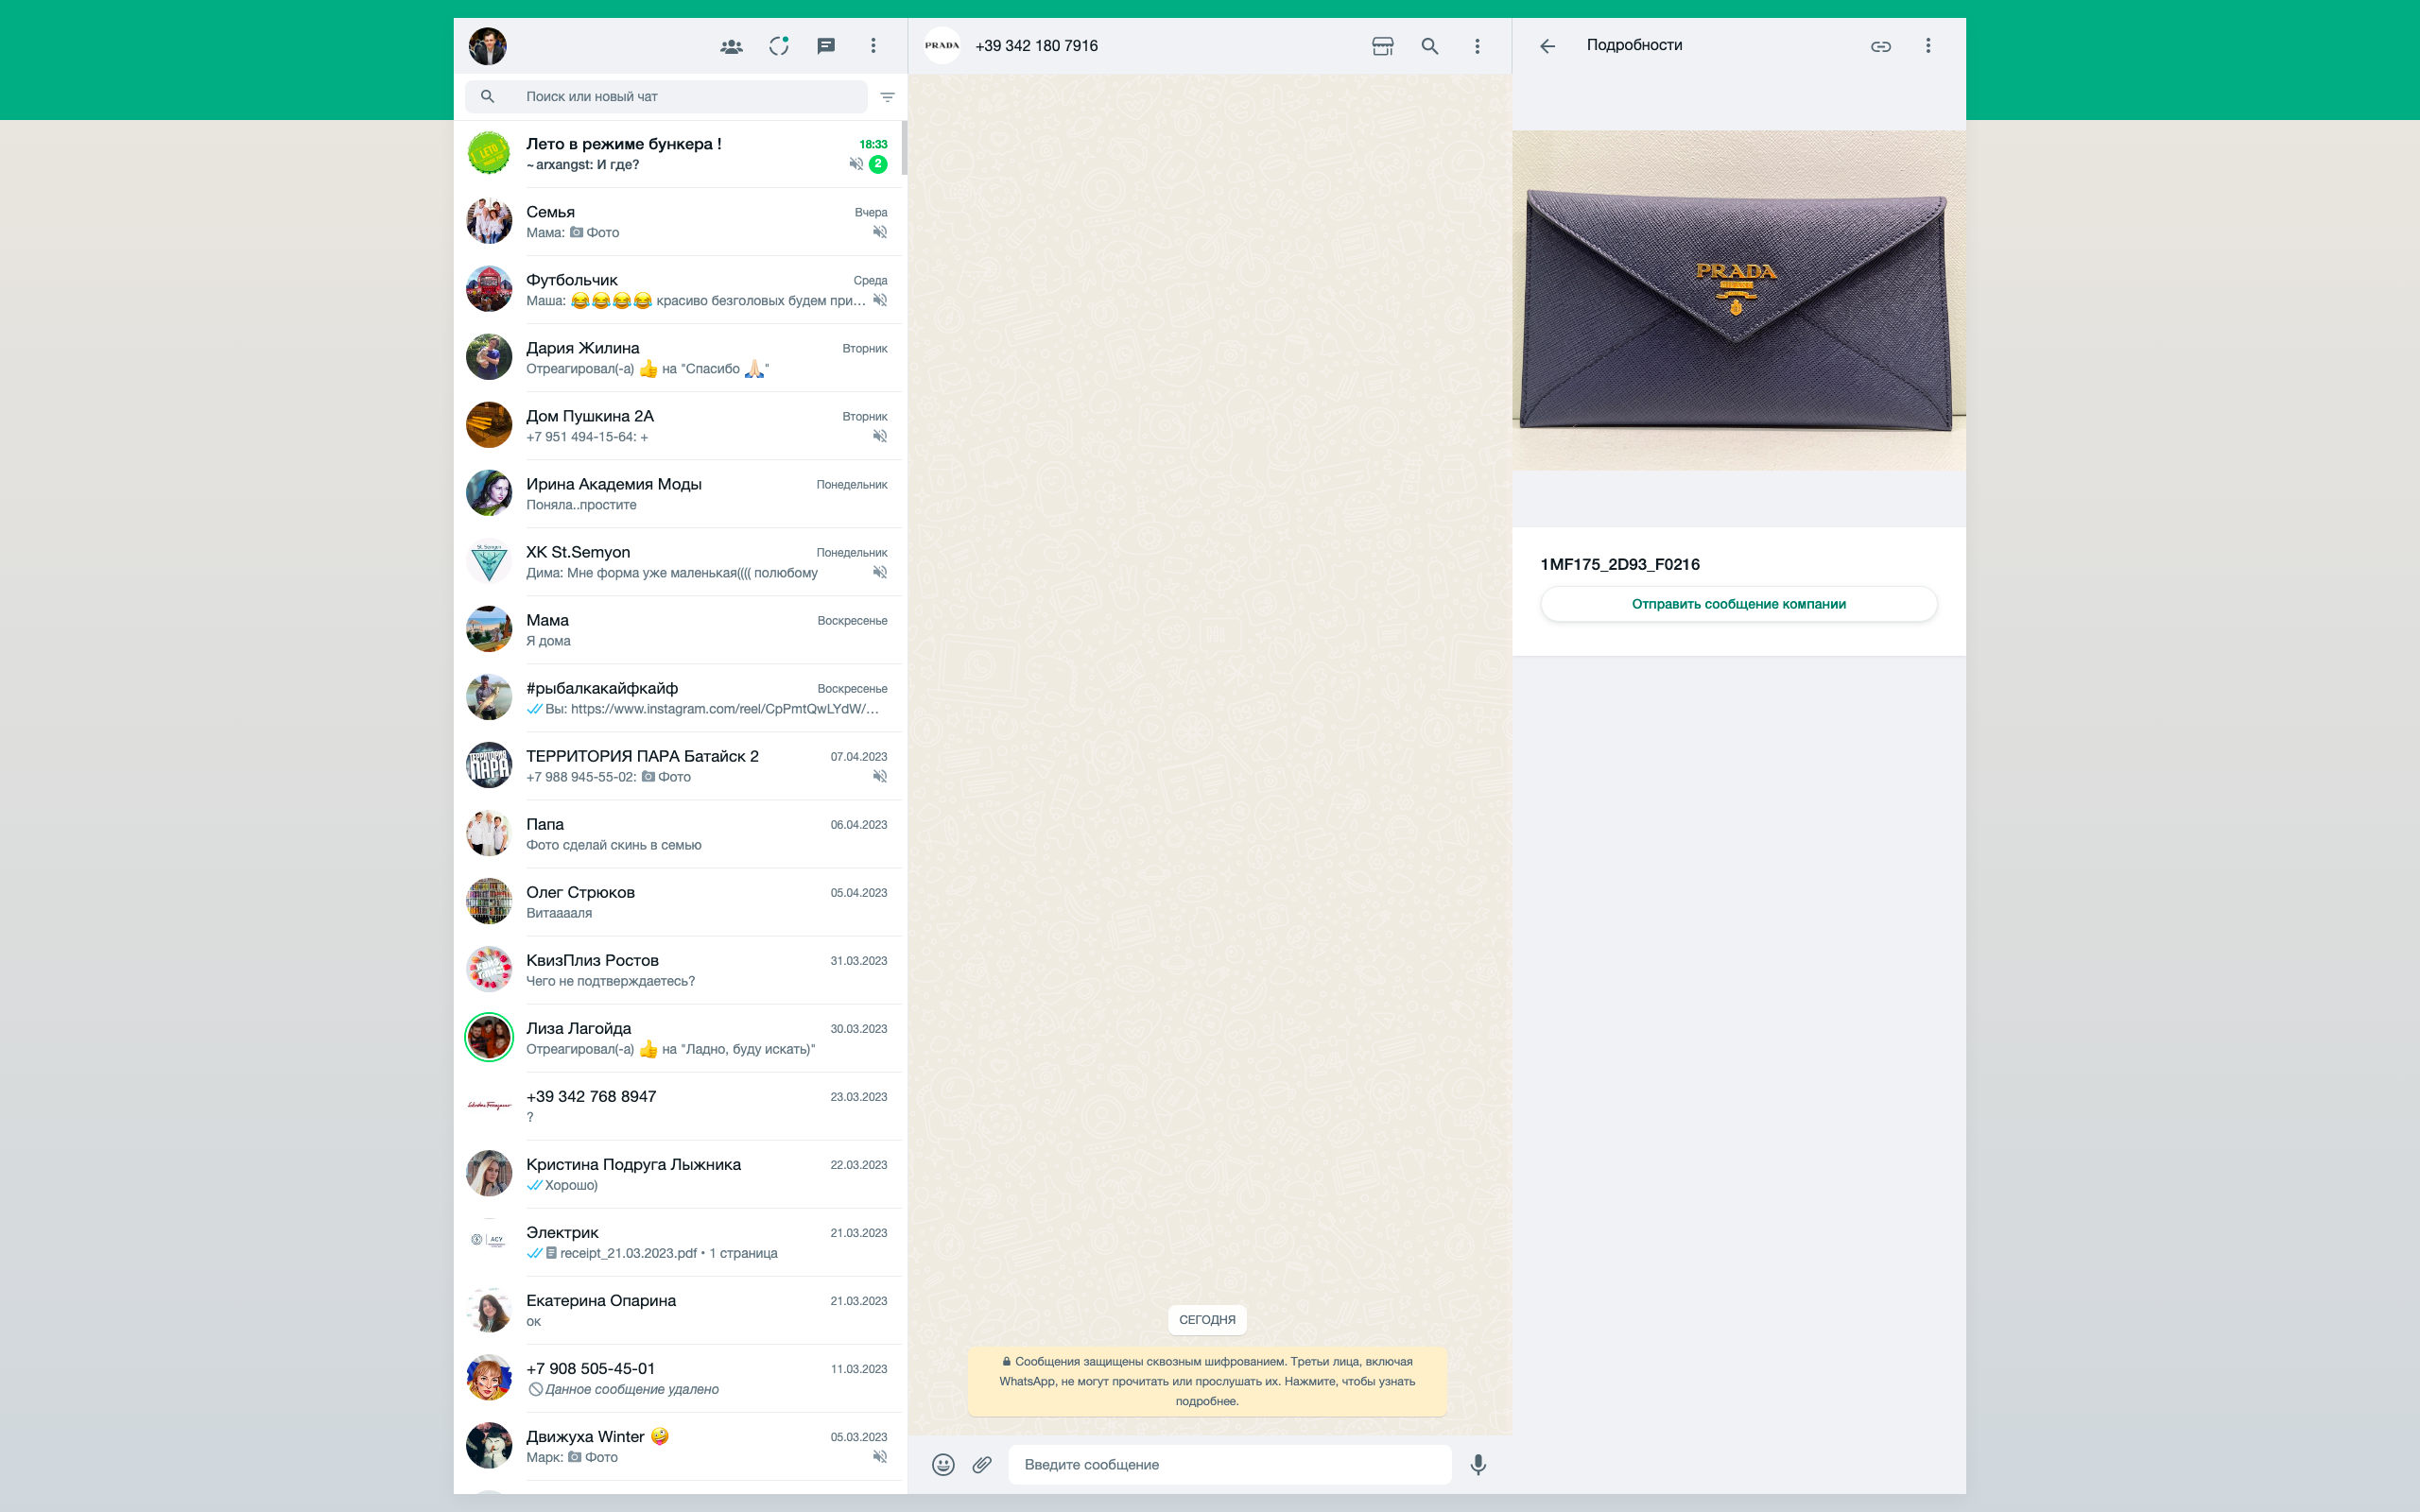 Поиск или новый чат
LETO
Лето в режиме бункера !
18:33
~arxangst: И где?
2
Семья
Вчера
Мама: Фото
Футбольчик
Среда
Маша: 😂😂😂😂 красиво безголовых будем при...
Дария Жилина
Вторник
Отреагировал(-а) 👍 на "Спасибо 🙏🏻"
Дом Пушкина 2А
Вторник
+7 951 494-15-64: +
Ирина Академия Моды
Понедельник
Поняла..простите
St. Semyon
ХК St.Semyon
Понедельник
Дима: Мне форма уже маленькая(((( полюбому
Мама
Воскресенье
Я дома
#рыбалкакайфкайф
Воскресенье
Вы: https://www.instagram.com/reel/CpPmtQwLYdW/...
ТЕРРИТОРИЯ
ПАРА
ТЕРРИТОРИЯ ПАРА Батайск 2
07.04.2023
+7 988 945-55-02: Фото
Папа
06.04.2023
Фото сделай скинь в семью
Олег Стрюков
05.04.2023
Витааааля
КвизПлиз Ростов
31.03.2023
Чего не подтверждаетесь?
Лиза Лагойда
30.03.2023
Отреагировал(-а) 👍 на "Ладно, буду искать)"
Salvatore Ferragamo
+39 342 768 8947
23.03.2023
?
Кристина Подруга Лыжника
22.03.2023
Хорошо)
АСУ
Электрик
21.03.2023
receipt_21.03.2023.pdf • 1 страница
Екатерина Опарина
21.03.2023
ок
+7 908 505-45-01
11.03.2023
Данное сообщение удалено
Движуха Winter 🤪
05.03.2023
Марк: Фото
PRADA
+39 342 180 7916
СЕГОДНЯ
Сообщения защищены сквозным шифрованием. Третьи лица, включая
WhatsApp, не могут прочитать или прослушать их. Нажмите, чтобы узнать
подробнее.
Введите сообщение
Подробности
PRADA
1MF175_2D93_F0216
Отправить сообщение компании